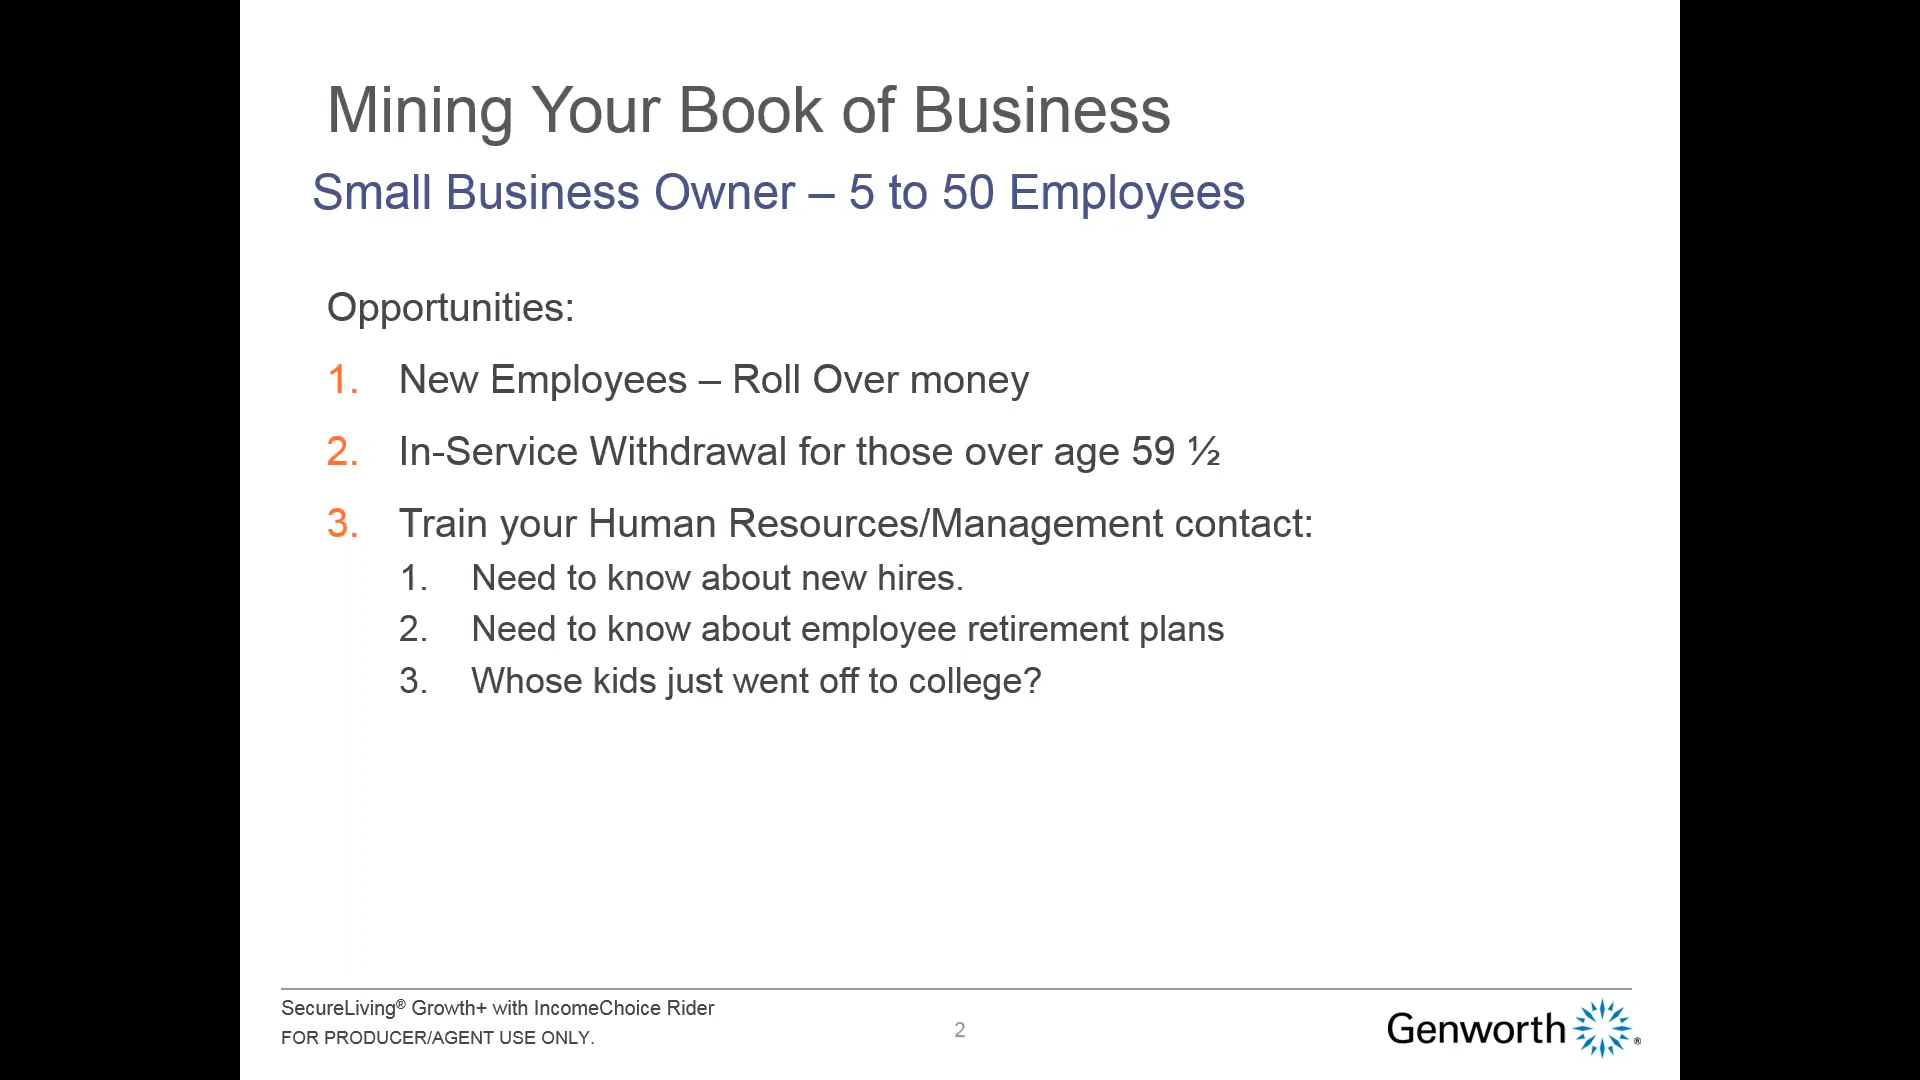 Mining Your Book of Business
Small Business Owner – 5 to 50 Employees
Opportunities:
1. New Employees – Roll Over money
2. In-Service Withdrawal for those over age 59 ½
3. Train your Human Resources/Management contact:
1. Need to know about new hires.
2. Need to know about employee retirement plans
3. Whose kids just went off to college?
SecureLiving® Growth+ with IncomeChoice Rider
FOR PRODUCER/AGENT USE ONLY.
2
Genworth®